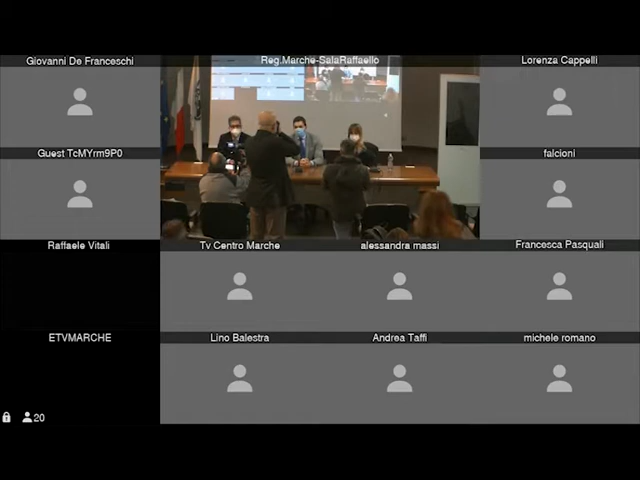 Giovanni De Franceschi
Reg.Marche-SalaRaffaello
Lorenza Cappelli
Guest TcMYrm9P0
falcioni
Raffaele Vitali
Tv Centro Marche
alessandra massi
Francesca Pasquali
ETVMARCHE
Lino Balestra
Andrea Taffi
michele romano
20